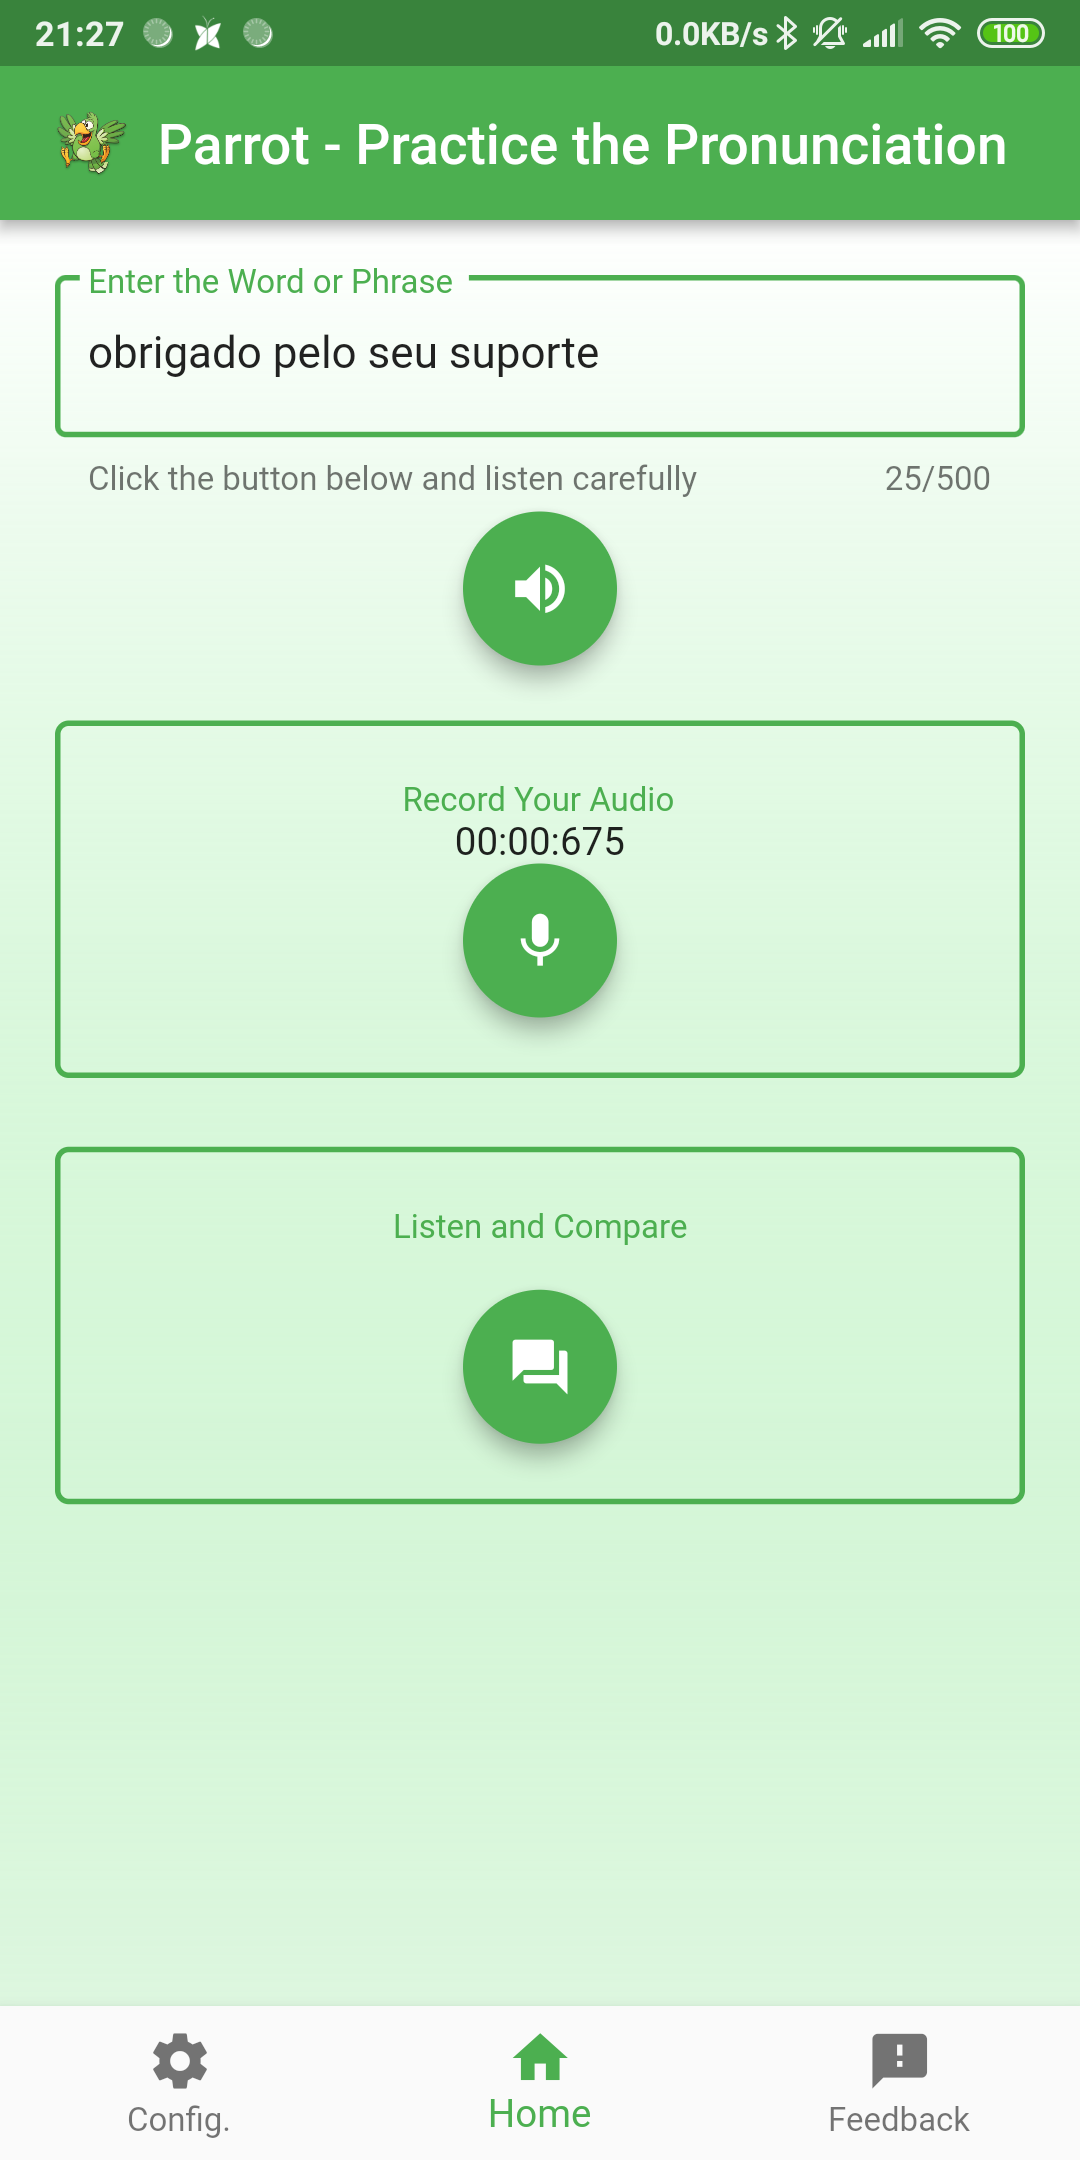 21:27 0.0KB/s 100
Parrot - Practice the Pronunciation
Enter the Word or Phrase
obrigado pelo seu suporte
Click the button below and listen carefully 25/500
Record Your Audio
00:00:675
Listen and Compare
Config. Home Feedback